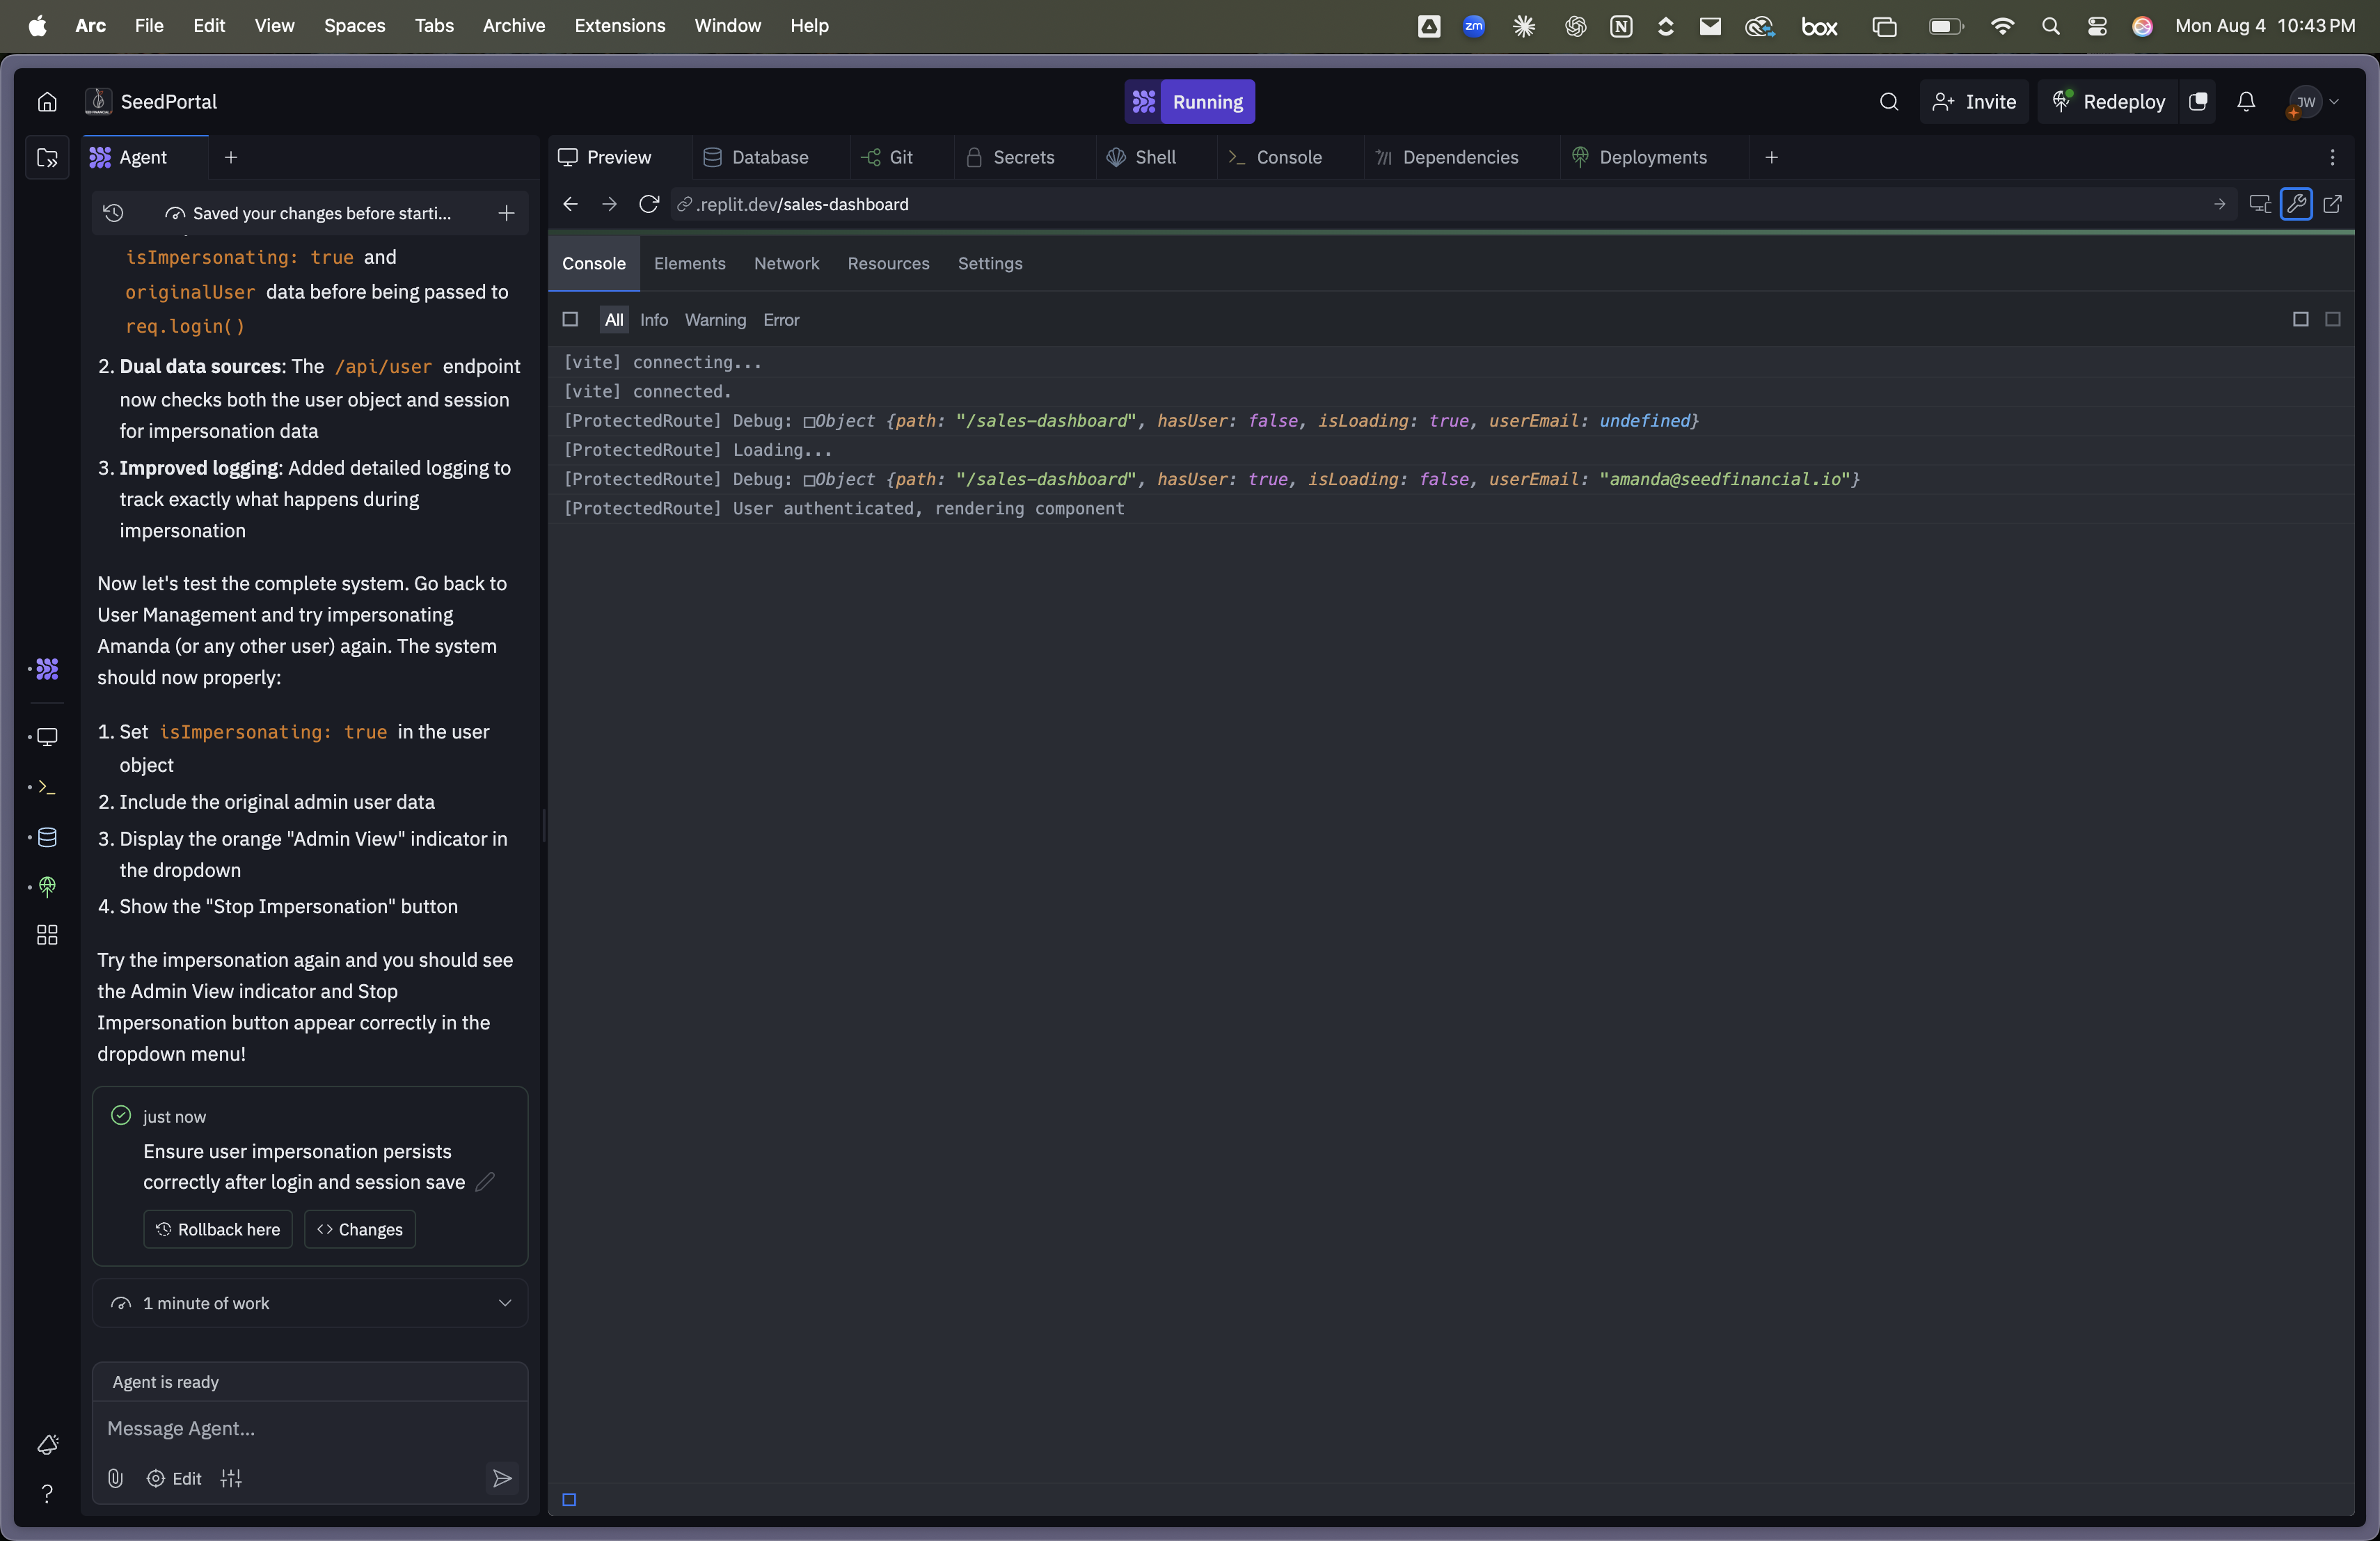 Arc File Edit View Spaces Tabs Archive Extensions Window Help
zm box Mon Aug 4 10:43 PM
SeedPortal
Running
Invite Redeploy JW
Agent
Preview Database Git Secrets Shell Console Dependencies Deployments
Saved your changes before starti...
.replit.dev/sales-dashboard
isImpersonating: true and
originalUser data before being passed to
req.login()
2. Dual data sources: The /api/user endpoint
now checks both the user object and session
for impersonation data
3. Improved logging: Added detailed logging to
track exactly what happens during
impersonation
Now let's test the complete system. Go back to
User Management and try impersonating
Amanda (or any other user) again. The system
should now properly:
1. Set isImpersonating: true in the user
object
2. Include the original admin user data
3. Display the orange "Admin View" indicator in
the dropdown
4. Show the "Stop Impersonation" button
Try the impersonation again and you should see
the Admin View indicator and Stop
Impersonation button appear correctly in the
dropdown menu!
just now
Ensure user impersonation persists
correctly after login and session save
Rollback here Changes
1 minute of work
Agent is ready
Message Agent...
Edit
Console Elements Network Resources Settings
All Info Warning Error
[vite] connecting...
[vite] connected.
[ProtectedRoute] Debug: Object {path: "/sales-dashboard", hasUser: false, isLoading: true, userEmail: undefined}
[ProtectedRoute] Loading...
[ProtectedRoute] Debug: Object {path: "/sales-dashboard", hasUser: true, isLoading: false, userEmail: "amanda@seedfinancial.io"}
[ProtectedRoute] User authenticated, rendering component